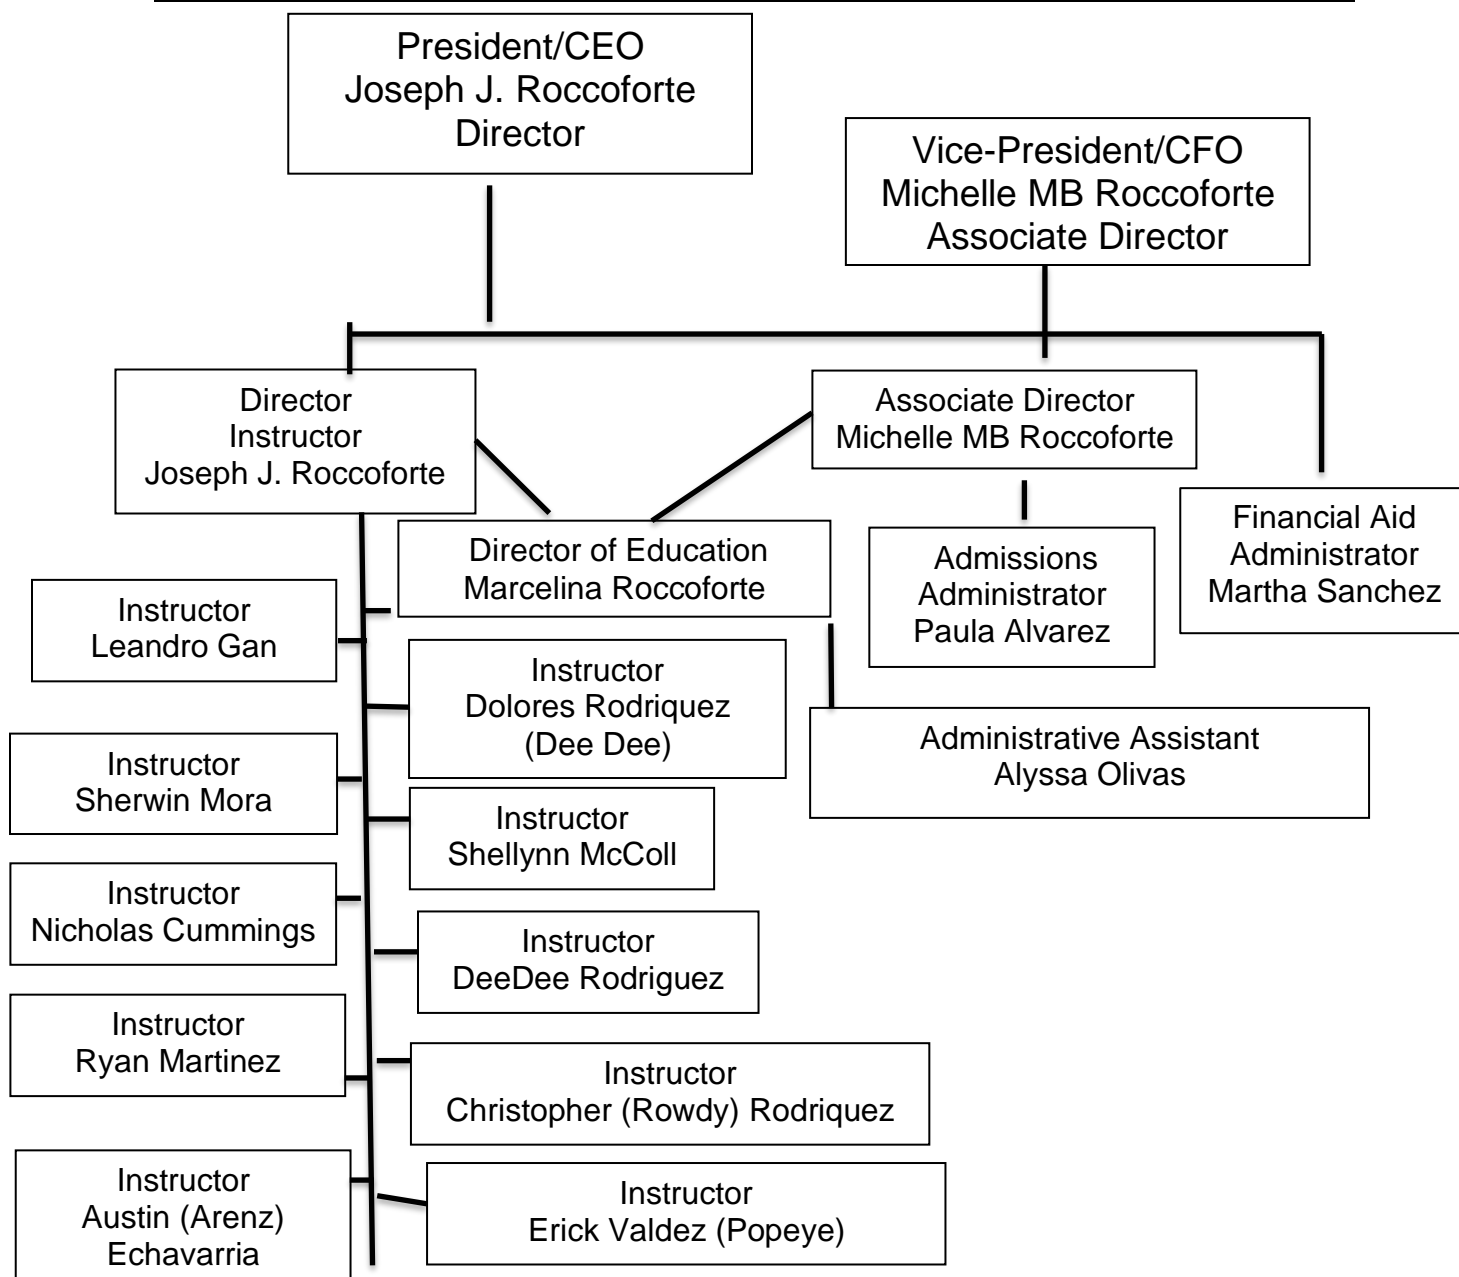 President/CEO
Joseph J. Roccoforte
Director
Vice-President/CFO
Michelle MB Roccoforte
Associate Director
Director
Instructor
Joseph J. Roccoforte
Associate Director
Michelle MB Roccoforte
Financial Aid
Administrator
Martha Sanchez
Director of Education
Marcelina Roccoforte
Admissions
Administrator
Paula Alvarez
Instructor
Leandro Gan
Instructor
Dolores Rodriquez
(Dee Dee)
Administrative Assistant
Alyssa Olivas
Instructor
Sherwin Mora
Instructor
Shellynn McColl
Instructor
Nicholas Cummings
Instructor
DeeDee Rodriguez
Instructor
Ryan Martinez
Instructor
Christopher (Rowdy) Rodriquez
Instructor
Austin (Arenz)
Echavarria
Instructor
Erick Valdez (Popeye)